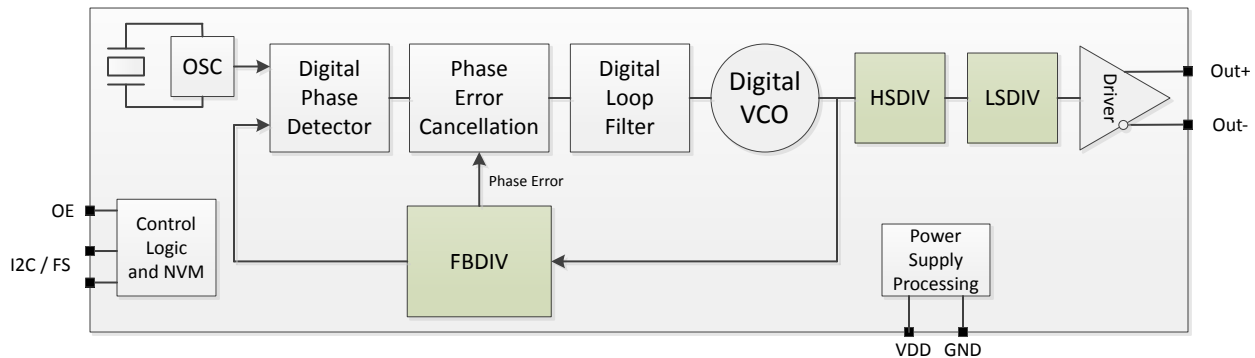 OSC
Digital
Phase
Detector
Phase
Error
Cancellation
Digital
Loop
Filter
Digital
VCO
HSDIV
LSDIV
Driver
Out+
Out-
Phase Error
FBDIV
OE
I2C / FS
Control
Logic
and NVM
Power
Supply
Processing
VDD
GND